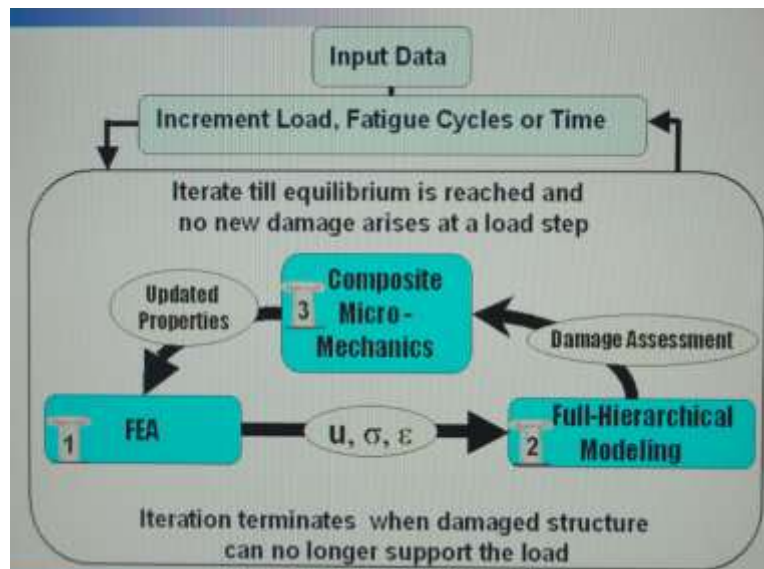 Input Data
Increment Load, Fatigue Cycles or Time
Iterate till equilibrium is reached and
no new damage arises at a load step
Updated
Properties
3
Composite
Micro-
Mechanics
Damage Assessment
1
FEA
u, σ, ε
2
Full-Hierarchical
Modeling
Iteration terminates when damaged structure
can no longer support the load